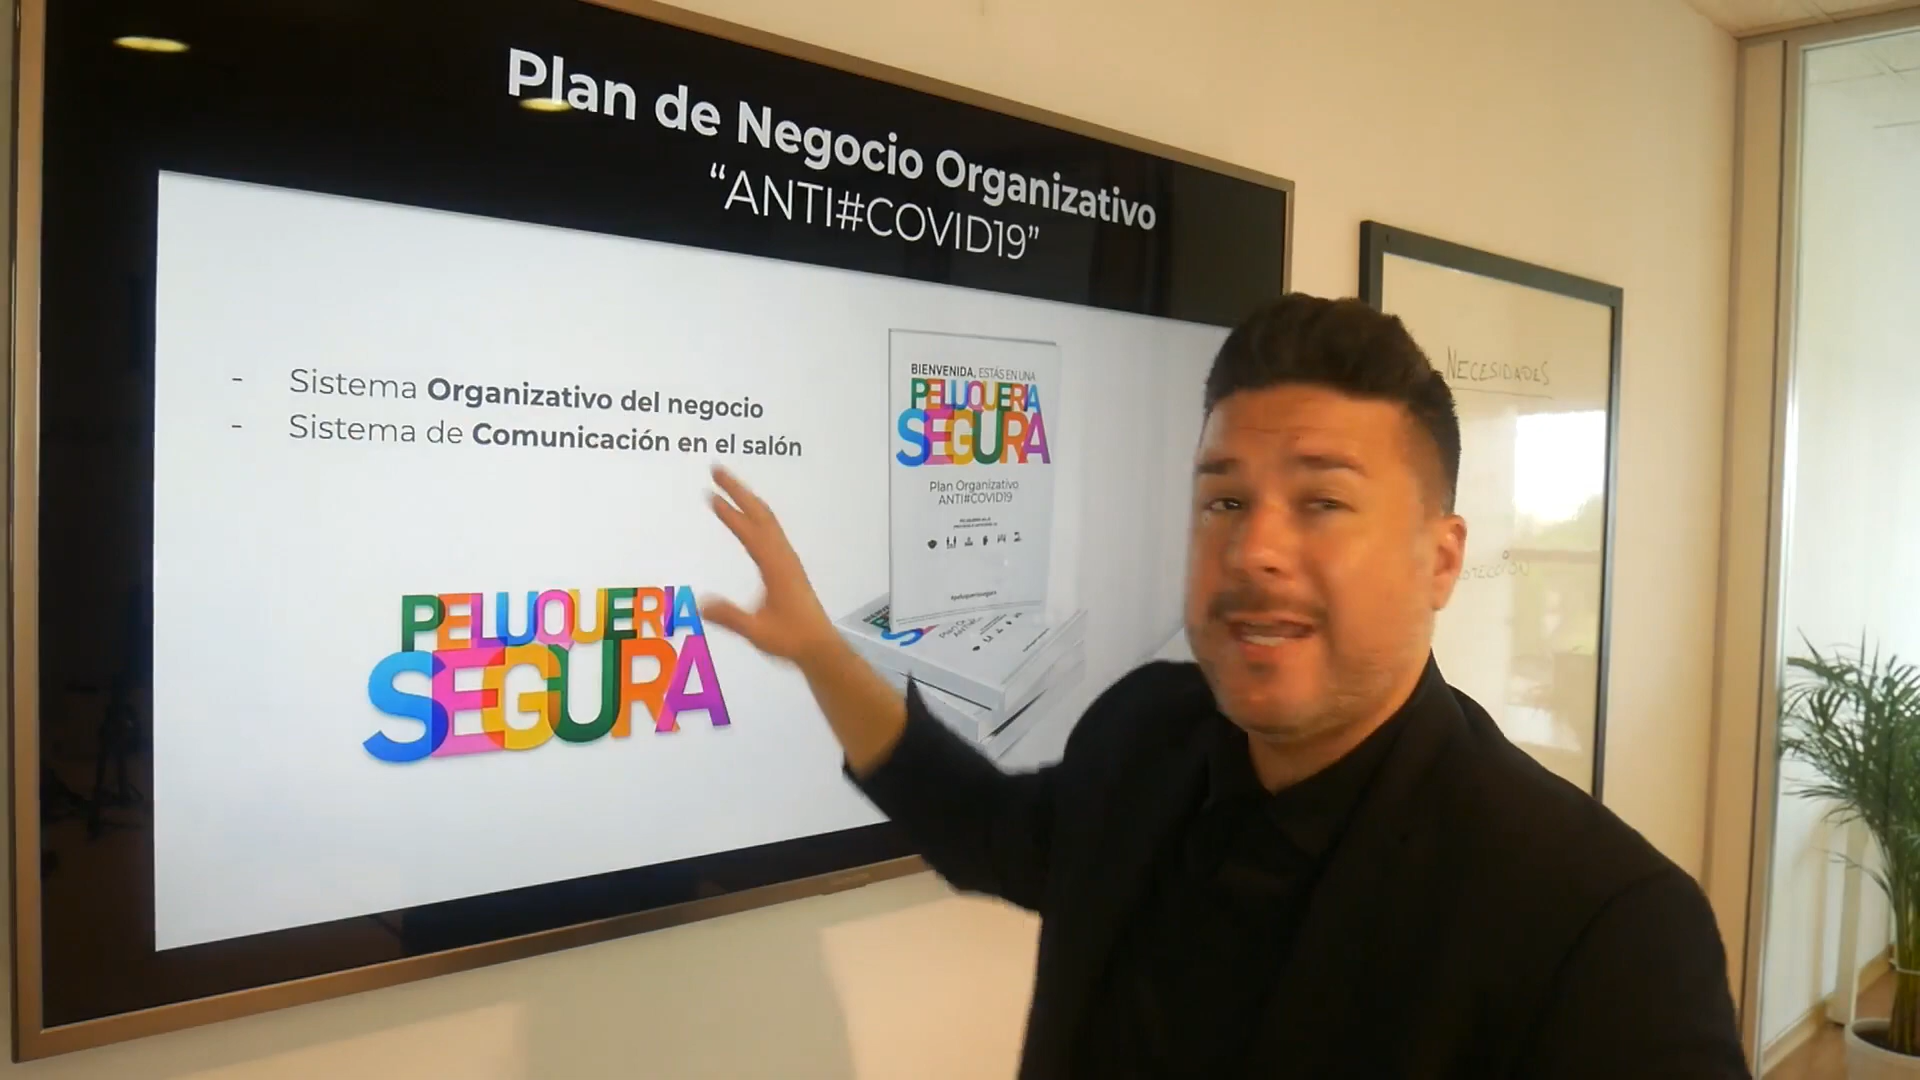 Plan de Negocio Organizativo
“ANTI#COVID19”
- Sistema Organizativo del negocio
- Sistema de Comunicación en el salón
PELUQUERIA
SEGURA
BIENVENIDA, ESTÁS EN UNA
PELUQUERIA
SEGURA
Plan Organizativo
ANTI#COVID19
#peluqueriasegura
NECESIDADES